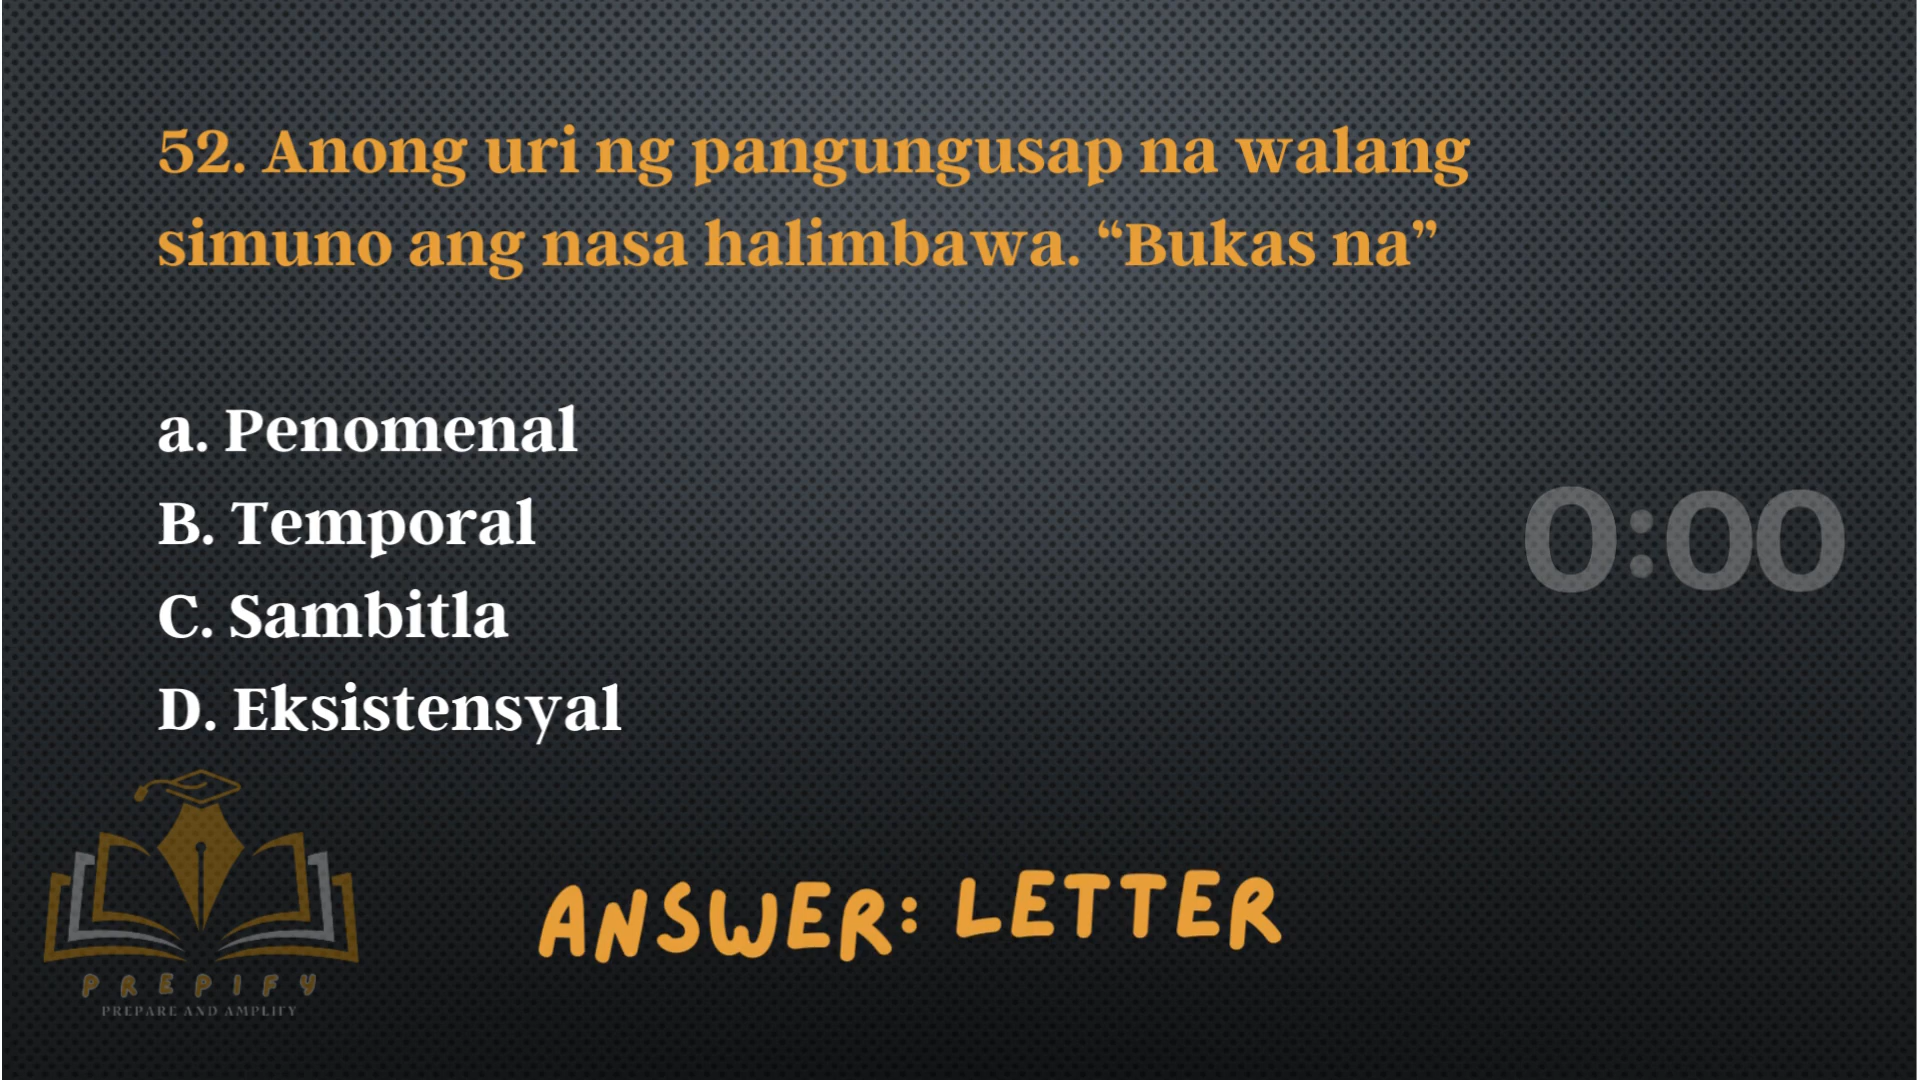 52. Anong uri ng pangungusap na walang
simuno ang nasa halimbawa. “Bukas na”
a. Penomenal
B. Temporal
C. Sambitla
D. Eksistensyal
0:00
ANSWER: LETTER
PREPIFY
PREPARE AND AMPLIFY